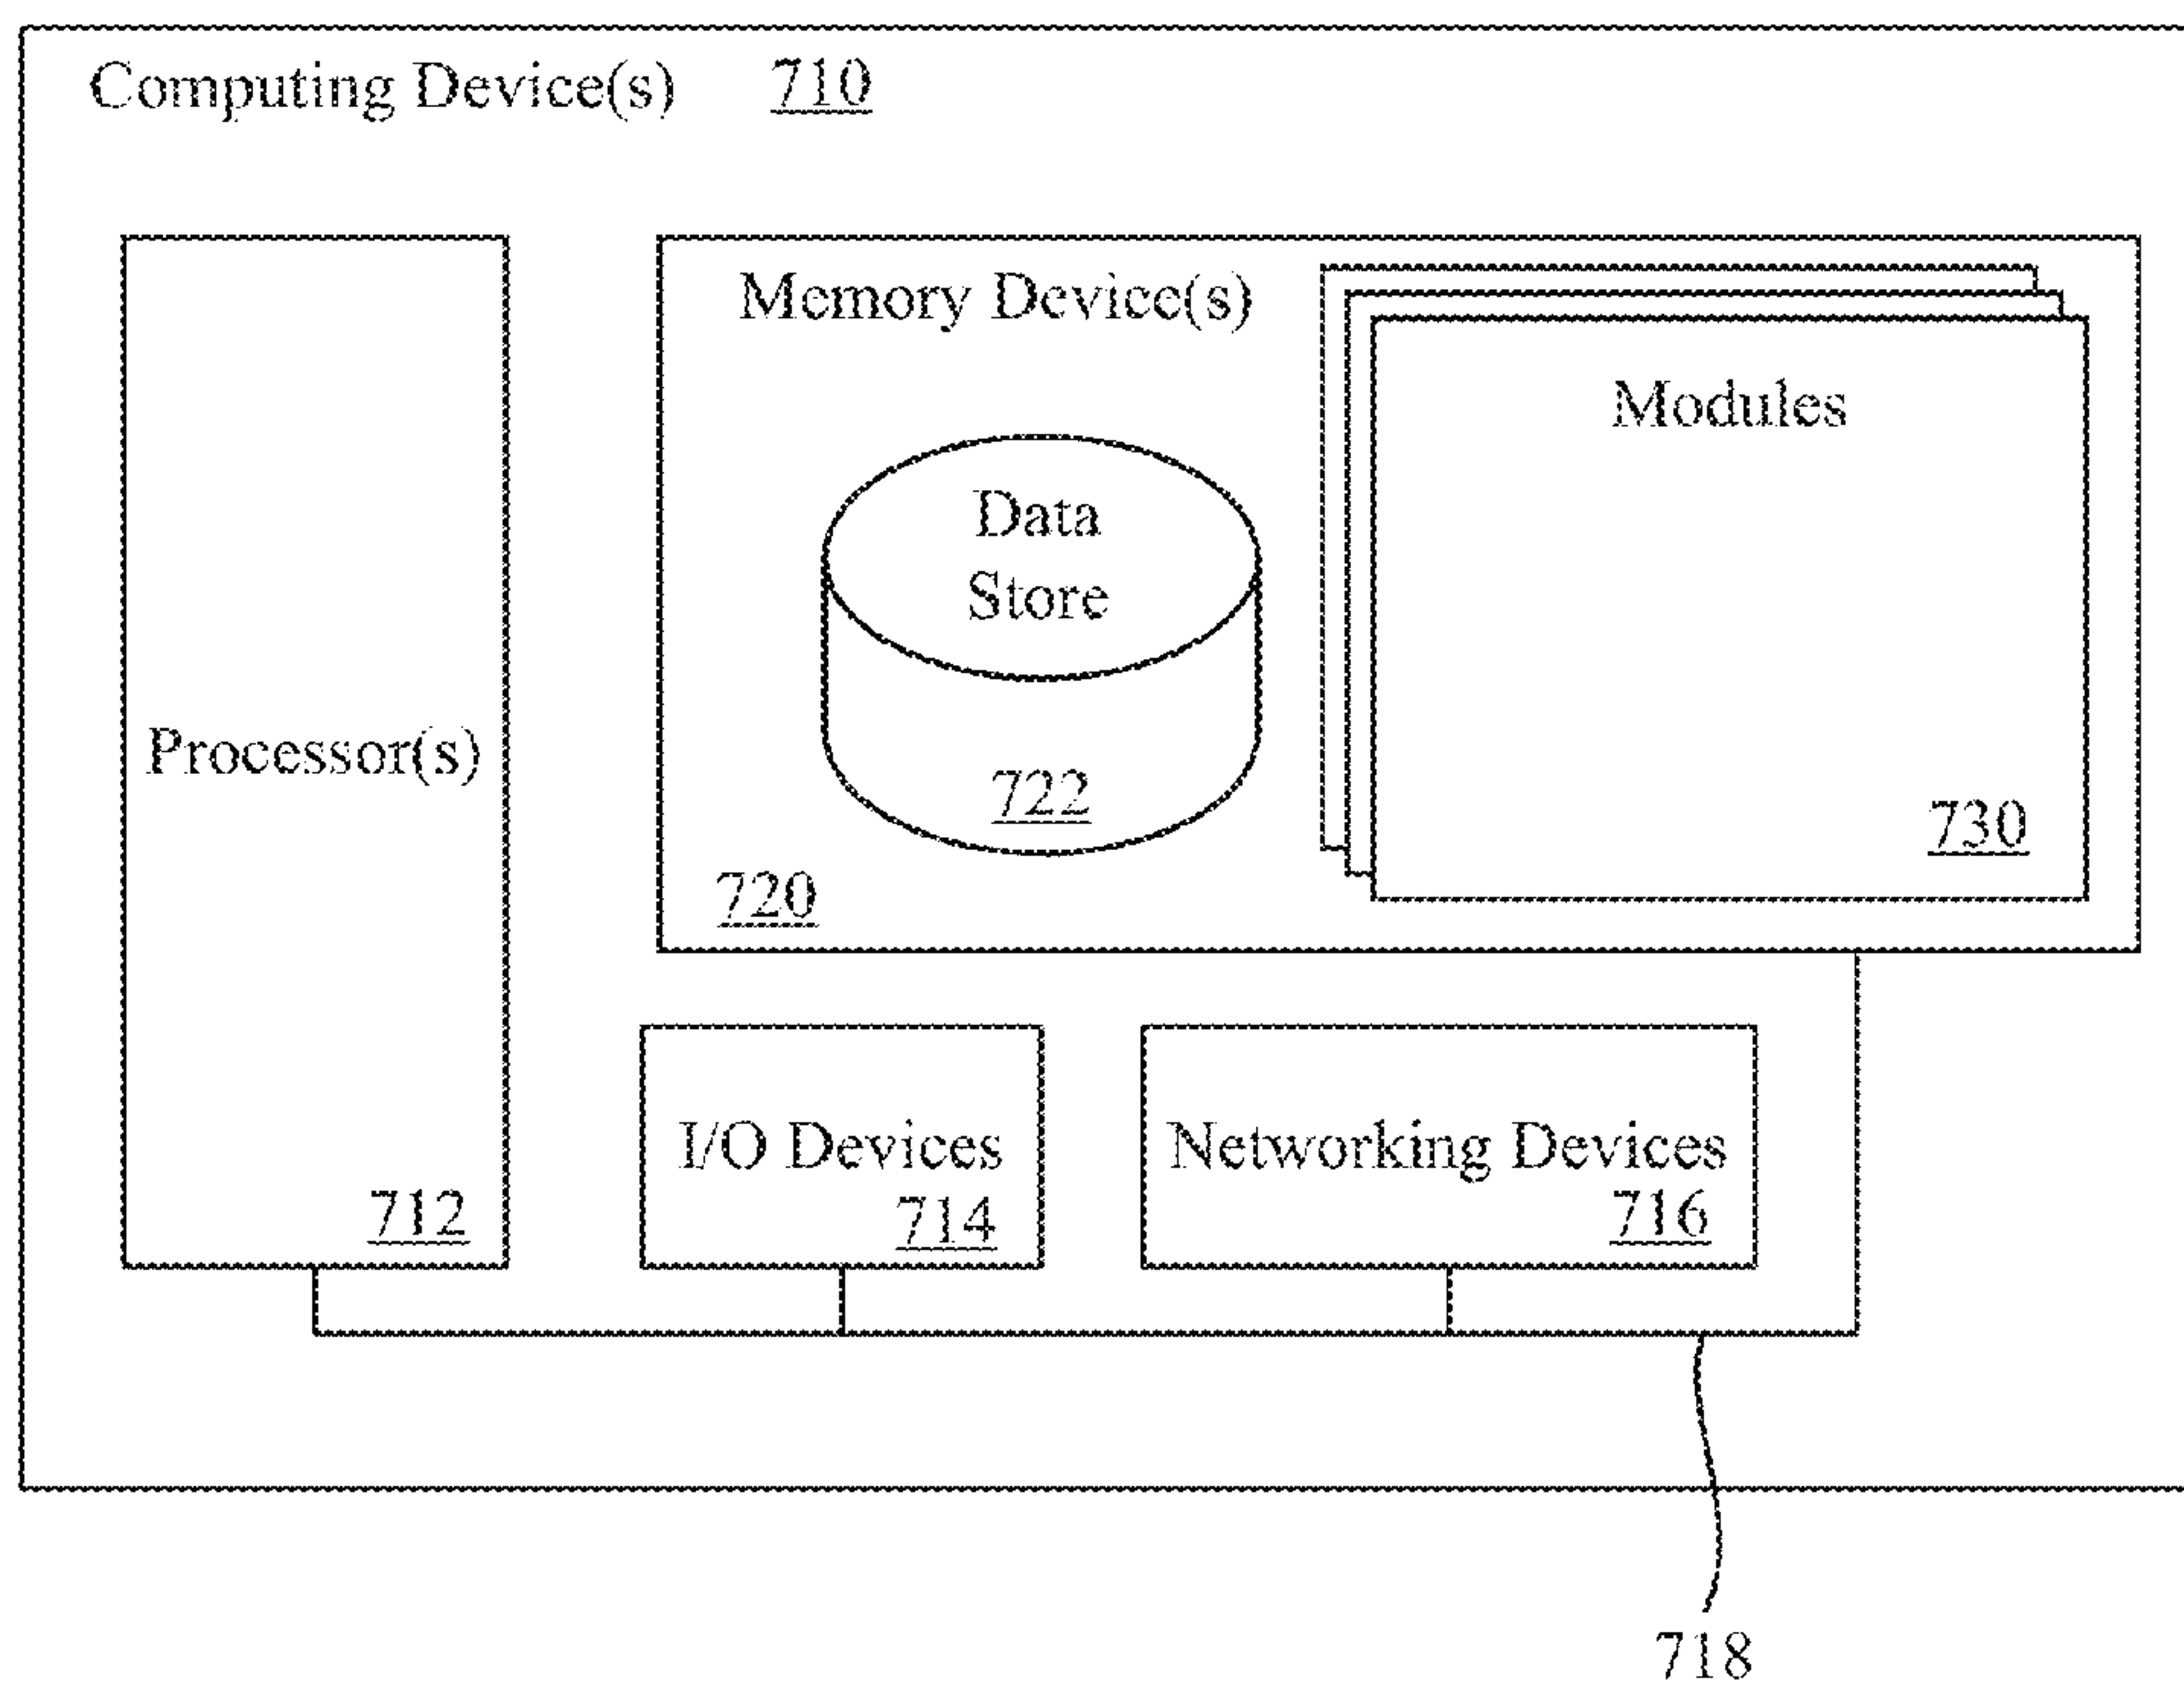 Computing Device(s) 710
Memory Device(s)
Modules
Data
Store
Processor(s)
722
730
720
I/O Devices
Networking Devices
712
714
716
718